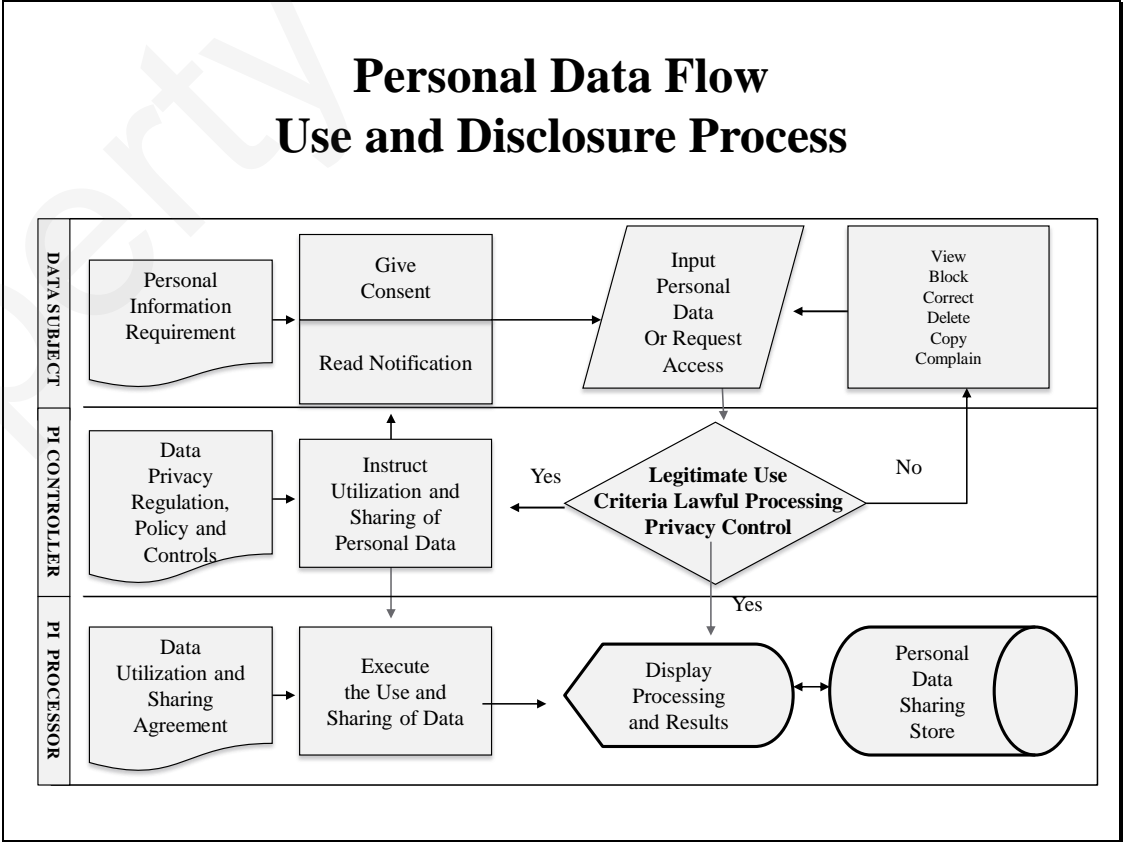 Personal Data Flow
Use and Disclosure Process
DATA SUBJECT
Personal
Information
Requirement
Give
Consent
Read Notification
Input
Personal
Data
Or Request
Access
View
Block
Correct
Delete
Copy
Complain
PI CONTROLLER
Data
Privacy
Regulation,
Policy and
Controls
Instruct
Utilization and
Sharing of
Personal Data
Yes
Legitimate Use
Criteria Lawful Processing
Privacy Control
No
Yes
PI PROCESSOR
Data
Utilization and
Sharing
Agreement
Execute
the Use and
Sharing of Data
Display
Processing
and Results
Personal
Data
Sharing
Store
perty